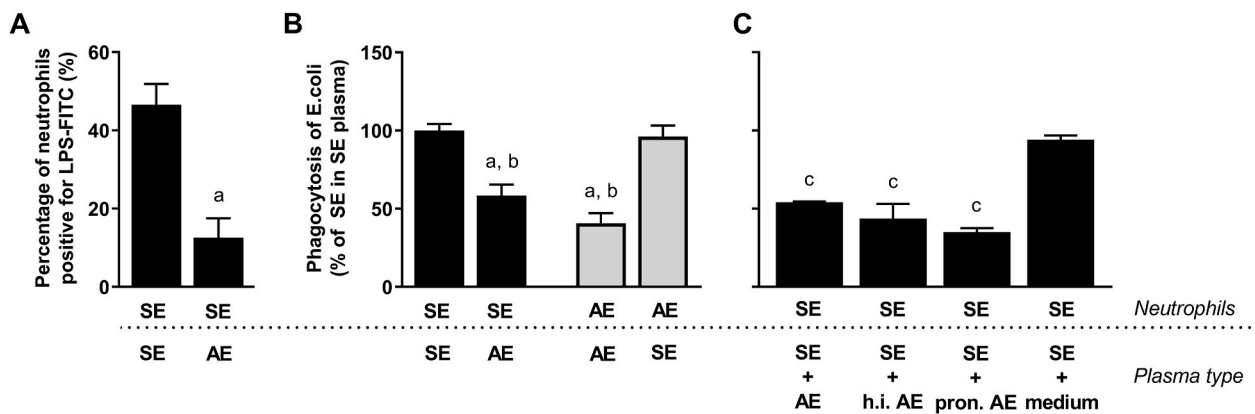 A
B
C
Percentage of neutrophils
positive for LPS-FITC (%)
60
40
20
0
a
Phagocytosis of E.coli
(% of SE in SE plasma)
150
100
50
0
a, b
a, b
c
c
c
SE SE SE SE AE AE SE SE SE SE Neutrophils
SE AE SE AE AE SE SE SE SE SE
+ + + + Plasma type
AE h.i. AE pron. AE medium